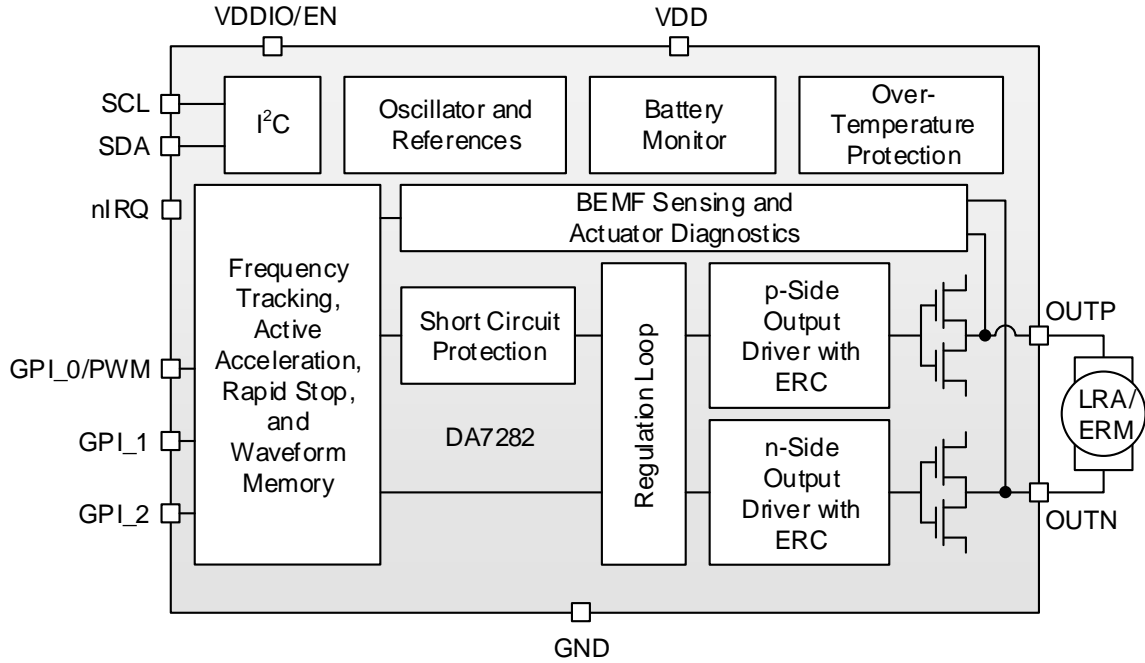 VDDIO/EN
VDD
SCL
SDA
nIRQ
GPI_0/PWM
GPI_1
GPI_2
I²C
Oscillator and
References
Battery
Monitor
Over-
Temperature
Protection
BEMF Sensing and
Actuator Diagnostics
Frequency
Tracking,
Active
Acceleration,
Rapid Stop,
and
Waveform
Memory
Short Circuit
Protection
DA7282
Regulation Loop
p-Side
Output
Driver with
ERC
n-Side
Output
Driver with
ERC
OUTP
LRA/
ERM
OUTN
GND